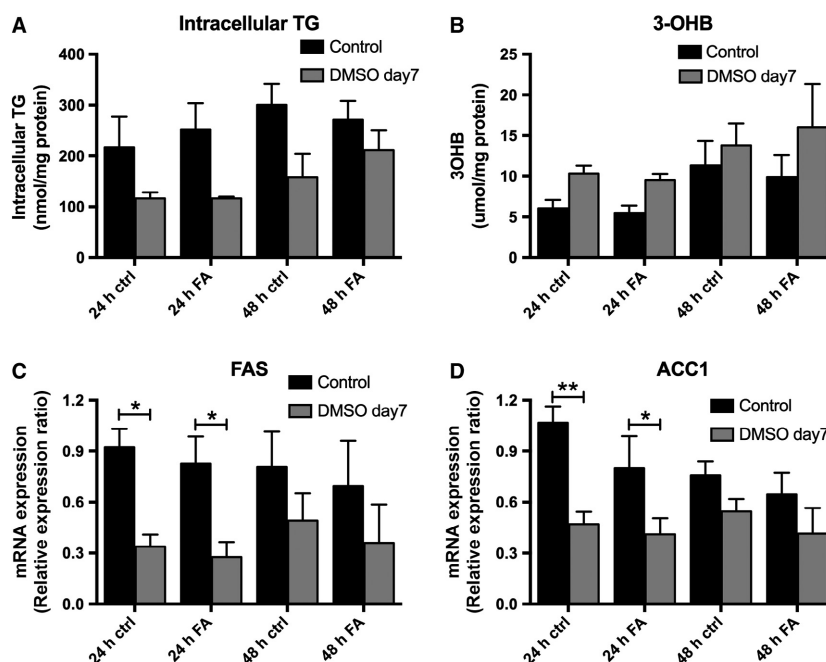 A
Intracellular TG
Control
DMSO day7
Intracellular TG
(nmol/mg protein)
400
300
200
100
0
24 h ctrl
24 h FA
48 h ctrl
48 h FA
B
3-OHB
Control
DMSO day7
3OHB
(umol/mg protein)
25
20
15
10
5
0
24 h ctrl
24 h FA
48 h ctrl
48 h FA
C
FAS
Control
DMSO day7
mRNA expression
(Relative expression ratio)
1.2
0.9
0.6
0.3
0.0
*
*
24 h ctrl
24 h FA
48 h ctrl
48 h FA
D
ACC1
Control
DMSO day7
mRNA expression
(Relative expression ratio)
1.2
0.9
0.6
0.3
0.0
**
*
24 h ctrl
24 h FA
48 h ctrl
48 h FA